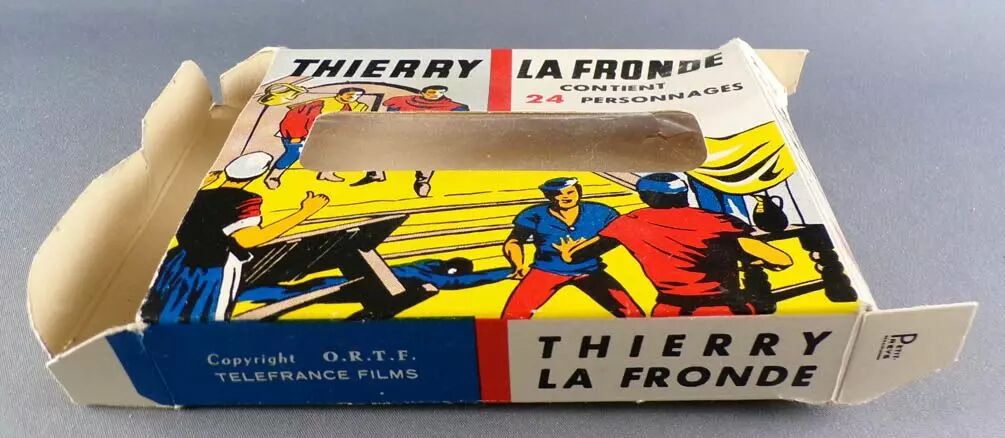 THIERRY LA FRONDE
CONTIENT
24 PERSONNAGES
Copyright O.R.T.F.
TELEFRANCE FILMS
THIERRY
LA FRONDE